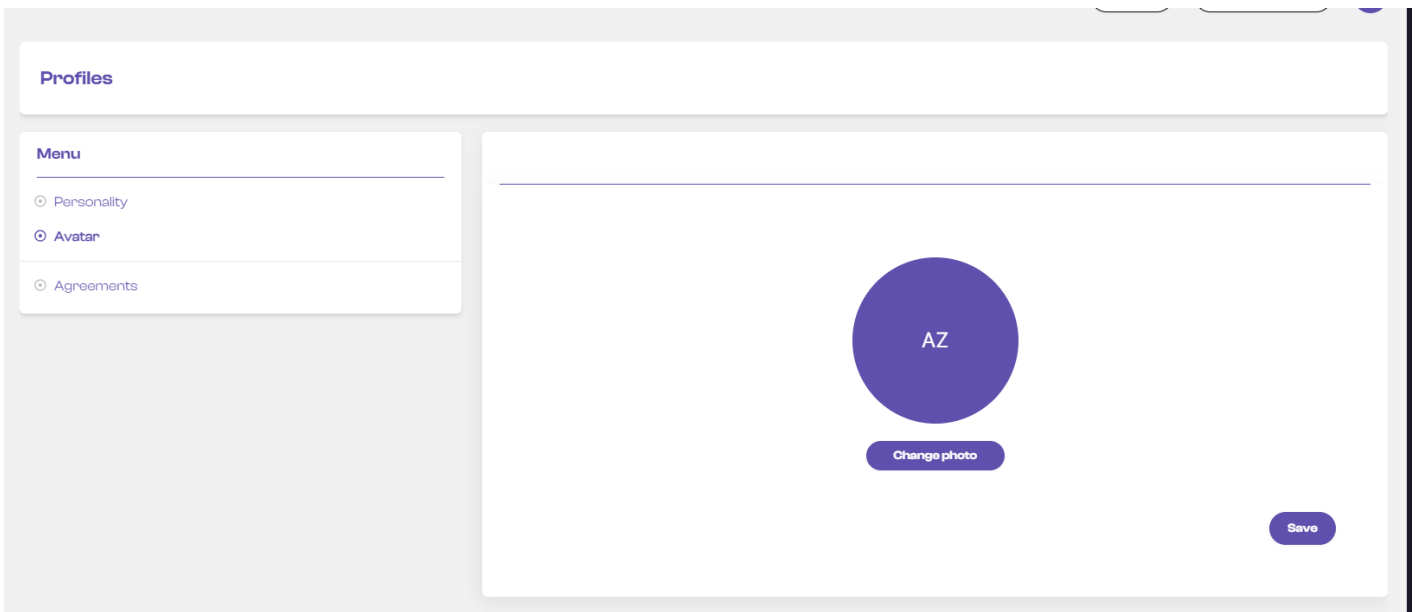 Profiles
Menu
Personality
Avatar
Agreements
AZ
Change photo
Save